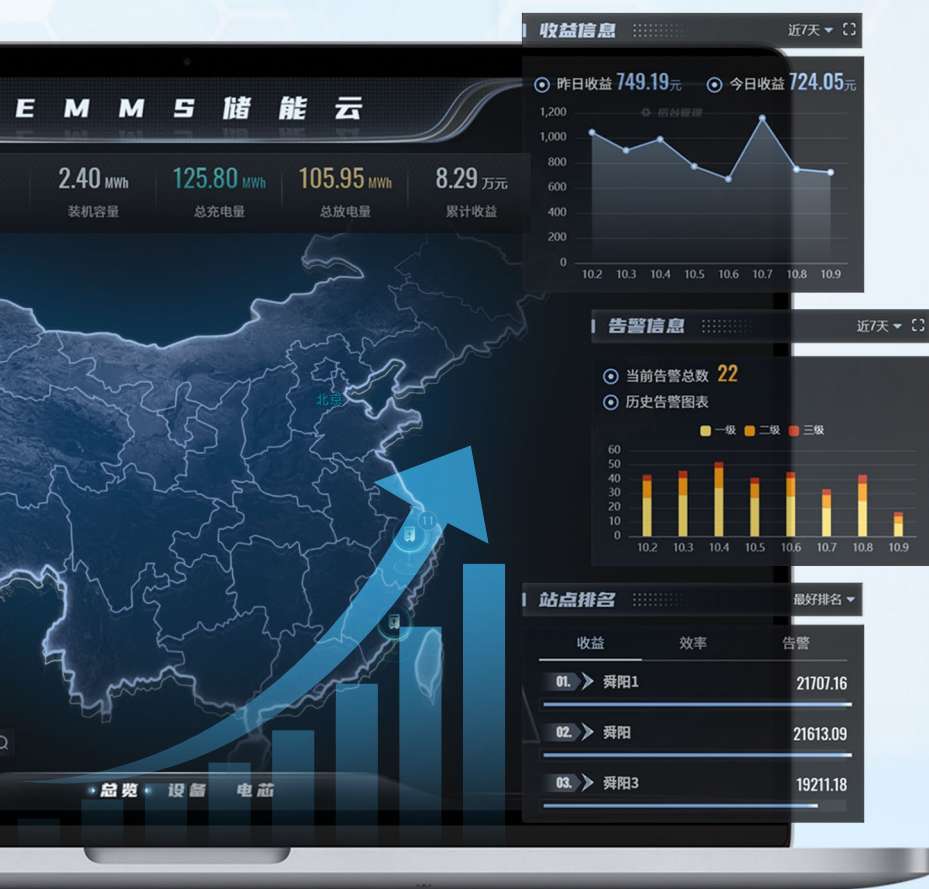 EMMS储能云
2.40 MWh
装机容量
125.80 MWh
总充电量
105.95 MWh
总放电量
8.29 万元
累计收益
北京
11
总览 设备 电芯
收益信息 近7天
昨日收益 749.19元 今日收益 724.05元
后台管理
1,200
1,000
800
600
400
200
0
10.2 10.3 10.4 10.5 10.6 10.7 10.8 10.9
告警信息 近7天
当前告警总数 22
历史告警图表
一级 二级 三级
60
50
40
30
20
10
0
10.2 10.3 10.4 10.5 10.6 10.7 10.8 10.9
站点排名 最好排名
收益 效率 告警
01. 舜阳1 21707.16
02. 舜阳 21613.09
03. 舜阳3 19211.18